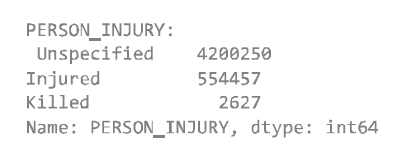 PERSON_INJURY:
Unspecified    4200250
Injured         554457
Killed            2627
Name: PERSON_INJURY, dtype: int64